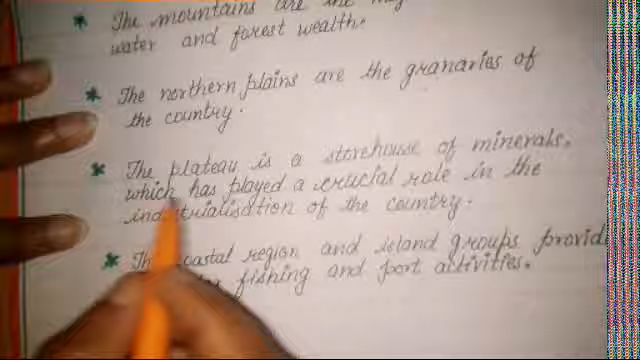 * The mountains are the
water and forest wealth.
* The northern plains are the granaries of
the country.
* The plateau is a storehouse of minerals,
which has played a crucial role in the
industrialisation of the country.
* The coastal region and island groups provid
fishing and port activities.